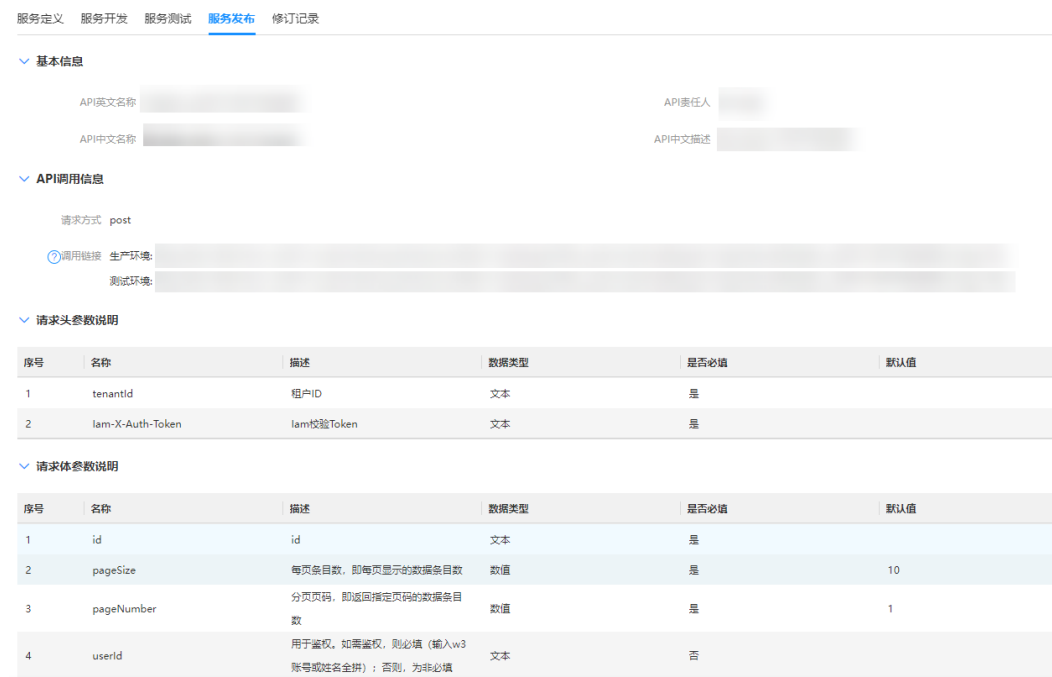 服务定义 服务开发 服务测试 服务发布 修订记录
基本信息
API英文名称 API责任人
API中文名称 API中文描述
API调用信息
请求方式 post
?调用链接 生产环境:
测试环境:
请求头参数说明
序号 名称 描述 数据类型 是否必填 默认值
1 tenantId 租户ID 文本 是
2 Iam-X-Auth-Token Iam校验Token 文本 是
请求体参数说明
序号 名称 描述 数据类型 是否必填 默认值
1 id id 文本 是
2 pageSize 每页条目数，即每页显示的数据条目数 数值 是 10
3 pageNumber 分页页码，即返回指定页码的数据条目
数 数值 是 1
4 userId 用于鉴权。如需鉴权，则必填（输入w3
账号或姓名全拼）；否则，为非必填 文本 否